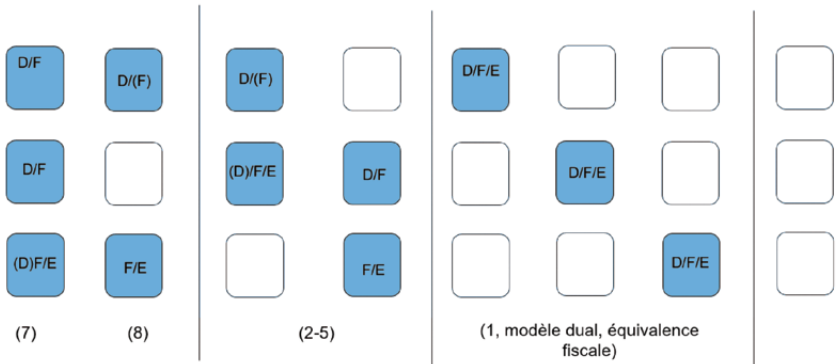 D/F
D/(F)
D/(F)
D/F/E
D/F
(D)/F/E
D/F
D/F/E
(D)F/E
F/E
F/E
D/F/E
(7)
(8)
(2-5)
(1, modèle dual, équivalence
fiscale)